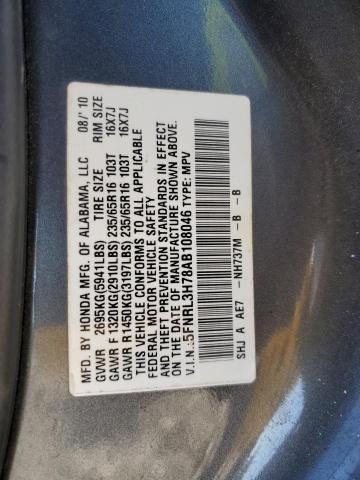 MFD. BY HONDA MFG. OF ALABAMA, LLC 08/'10
GVWR 2695KG(5941LBS) TIRE SIZE RIM SIZE
GAWR F 1320KG(2910LBS) 235/65R16 103T 16X7J
GAWR R 1450KG(3197LBS) 235/65R16 103T 16X7J
THIS VEHICLE CONFORMS TO ALL APPLICABLE
FEDERAL MOTOR VEHICLE SAFETY
AND THEFT PREVENTION STANDARDS IN EFFECT
ON THE DATE OF MANUFACTURE SHOWN ABOVE.
V.I.N.:5FNRL3H78AB108046 TYPE: MPV
SHJ A AE7 -NH737M -B -B